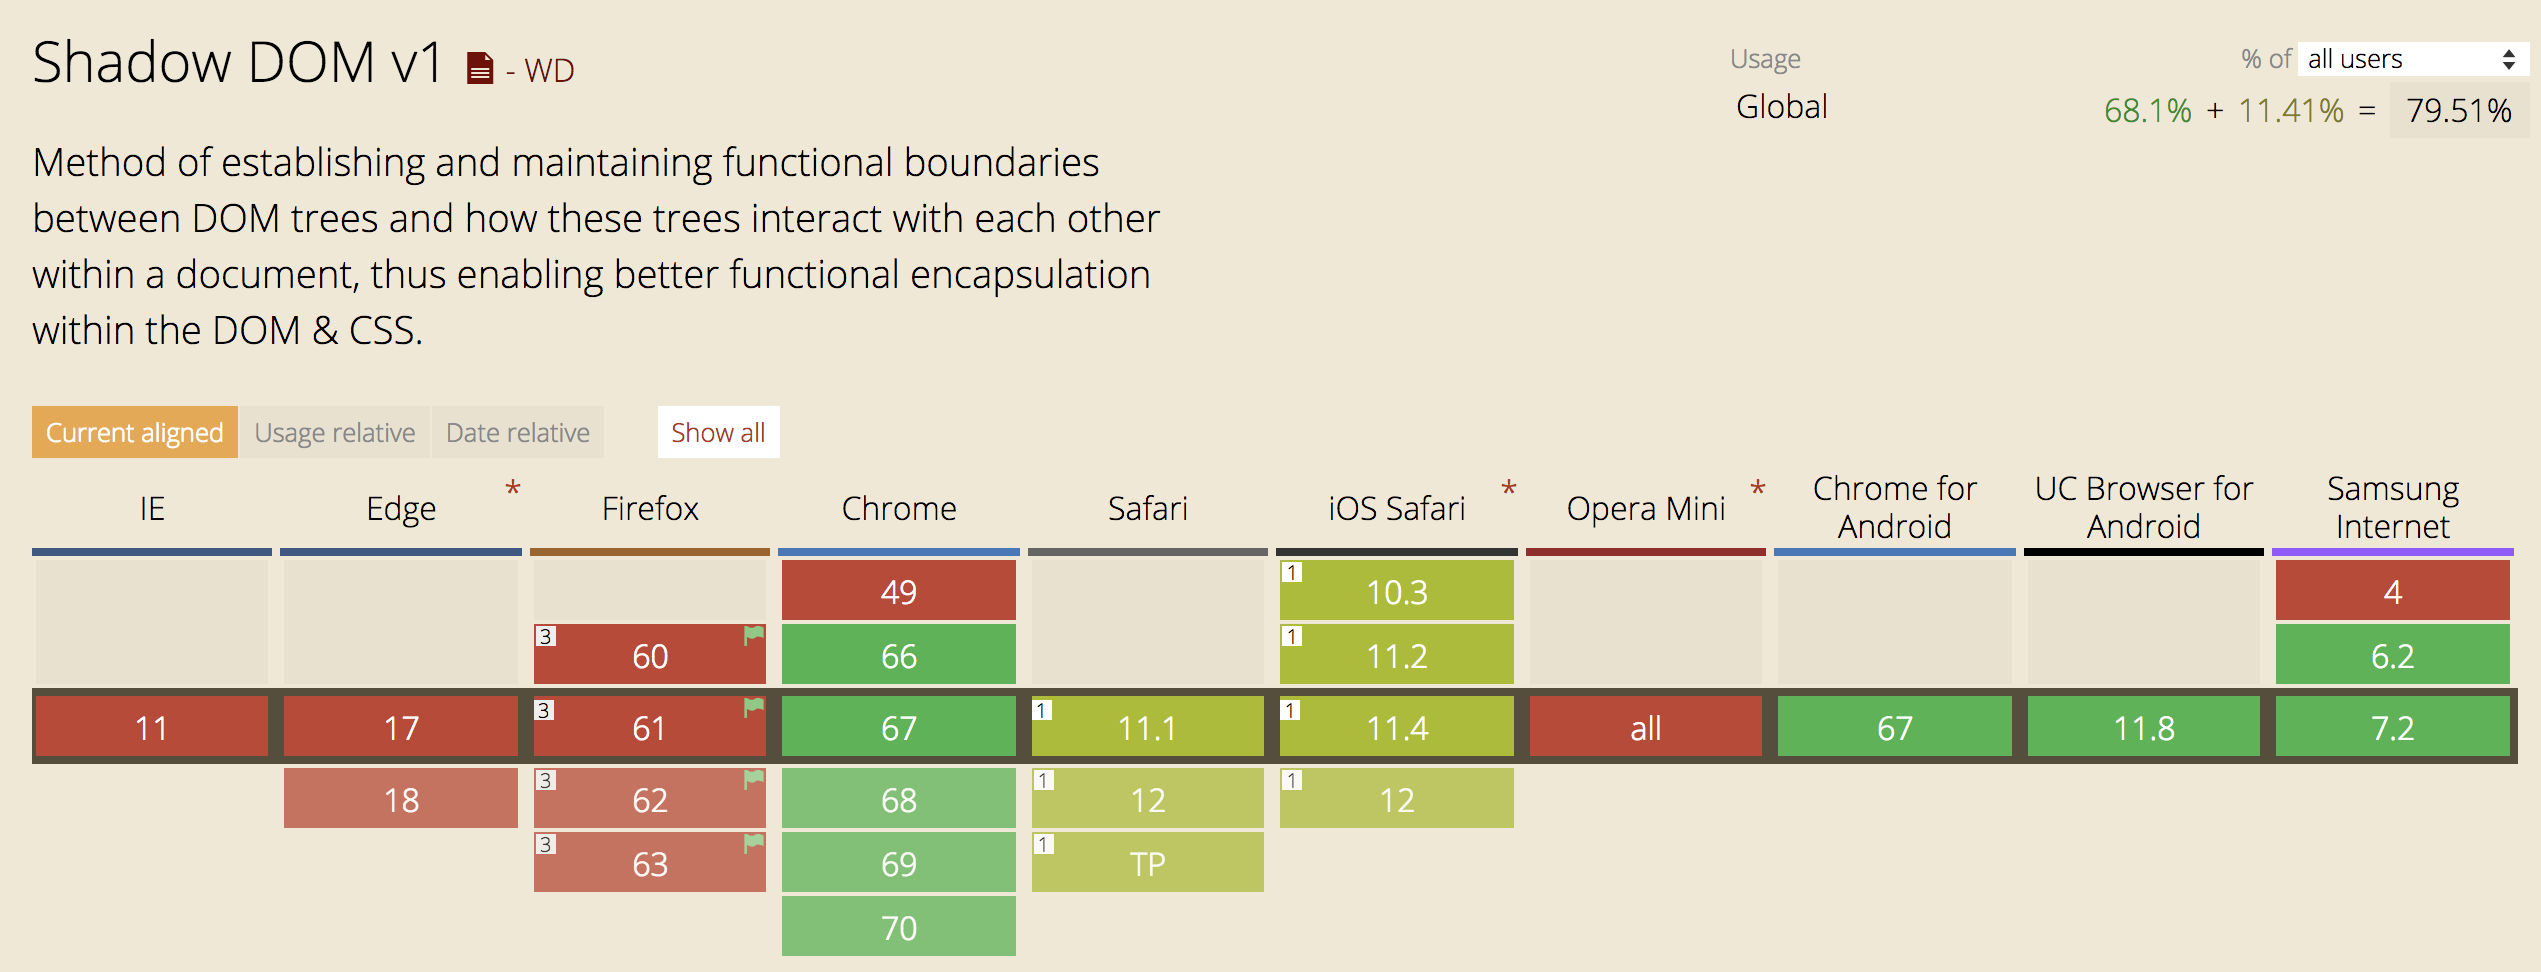 Shadow DOM v1 - WD
Usage % of all users
Global 68.1% + 11.41% = 79.51%
Method of establishing and maintaining functional boundaries
between DOM trees and how these trees interact with each other
within a document, thus enabling better functional encapsulation
within the DOM & CSS.
Current aligned Usage relative Date relative Show all
IE Edge * Firefox Chrome Safari iOS Safari * Opera Mini * Chrome for Android UC Browser for Android Samsung Internet
49 1 10.3 4
3 60 66 1 11.2 6.2
11 17 3 61 67 1 11.1 1 11.4 all 67 11.8 7.2
18 3 62 68 1 12 1 12
3 63 69 1 TP
70